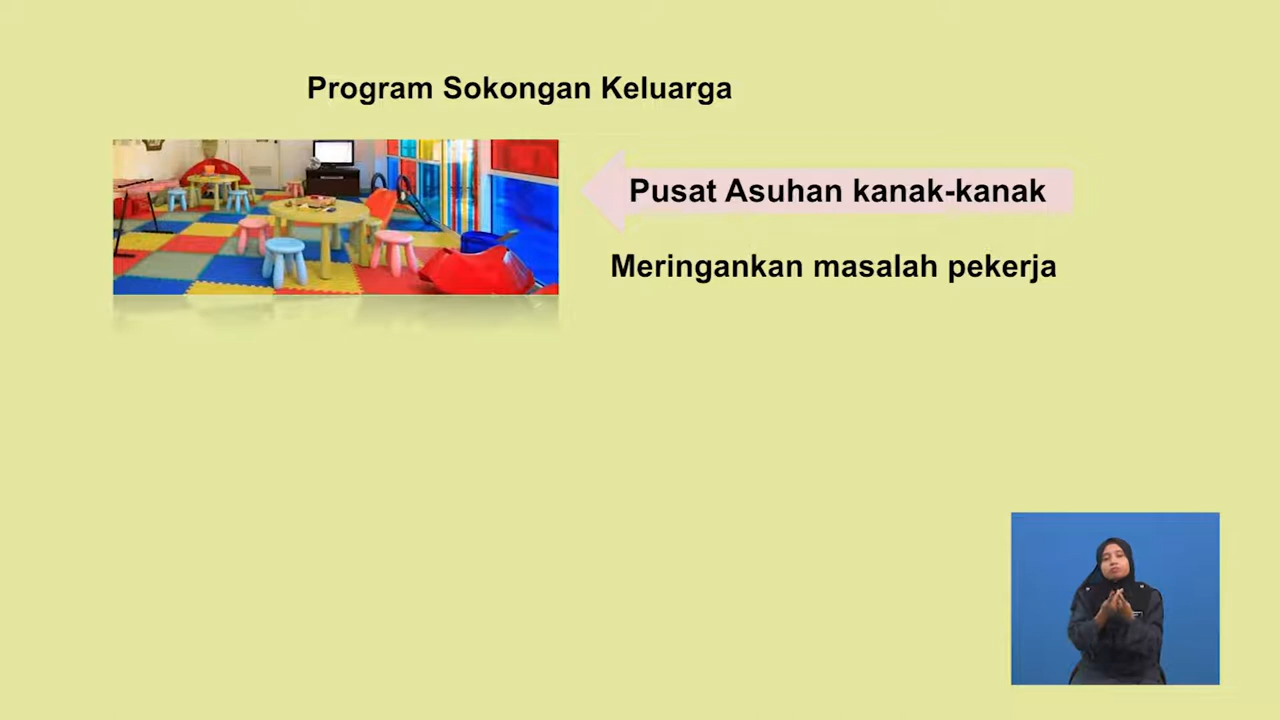 Program Sokongan Keluarga
Pusat Asuhan kanak-kanak
Meringankan masalah pekerja